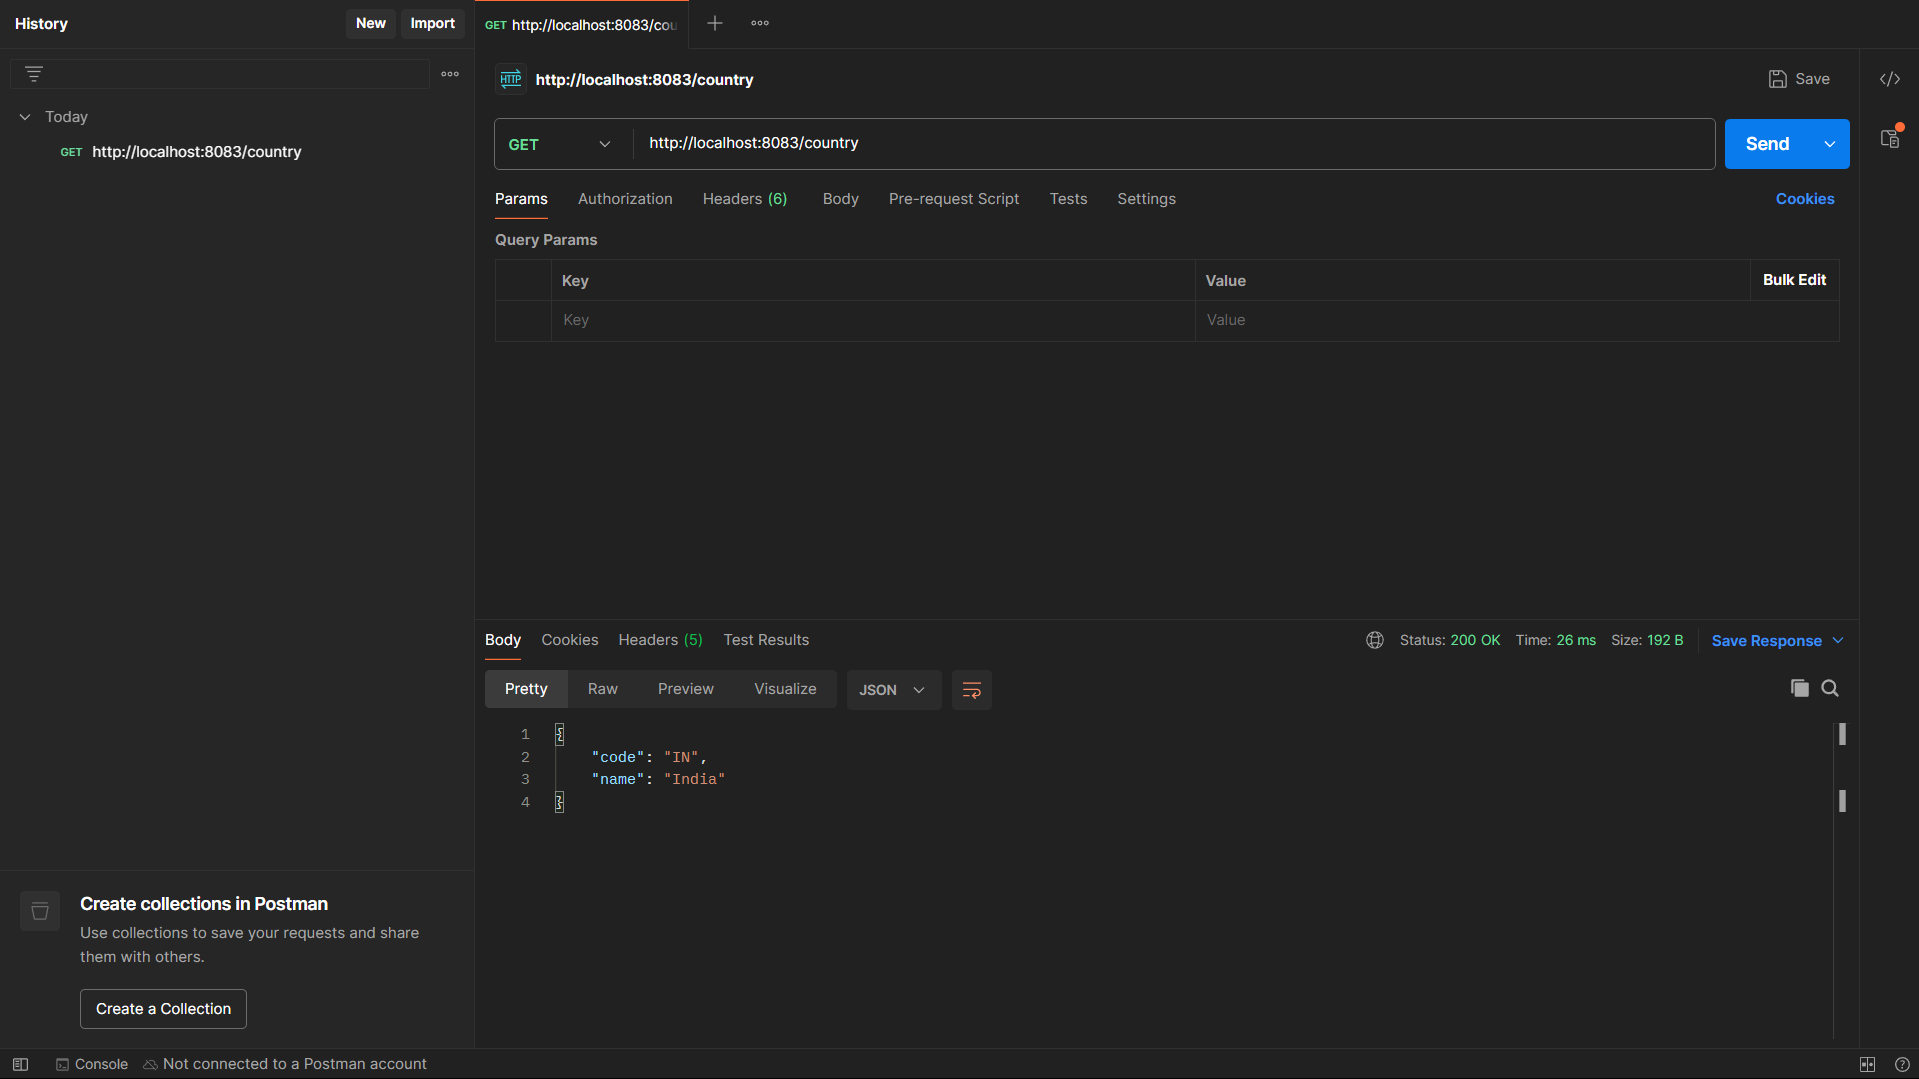 History
New
Import
GET http://localhost:8083/cou
Today
GET http://localhost:8083/country
HTTP http://localhost:8083/country
Save
GET
http://localhost:8083/country
Send
Params
Authorization
Headers (6)
Body
Pre-request Script
Tests
Settings
Cookies
Query Params
Key
Value
Bulk Edit
Key
Value
Body
Cookies
Headers (5)
Test Results
Status: 200 OK
Time: 26 ms
Size: 192 B
Save Response
Pretty
Raw
Preview
Visualize
JSON
1 {
2 "code": "IN",
3 "name": "India"
4 }
Create collections in Postman
Use collections to save your requests and share
them with others.
Create a Collection
Console
Not connected to a Postman account